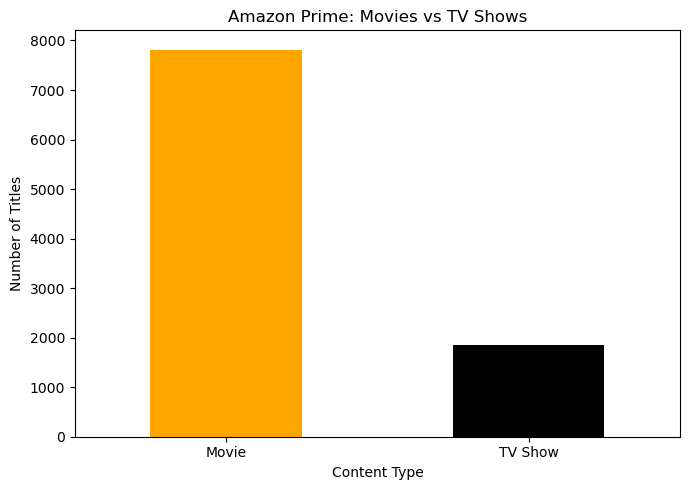 Amazon Prime: Movies vs TV Shows
Number of Titles
8000
7000
6000
5000
4000
3000
2000
1000
0
Movie
TV Show
Content Type